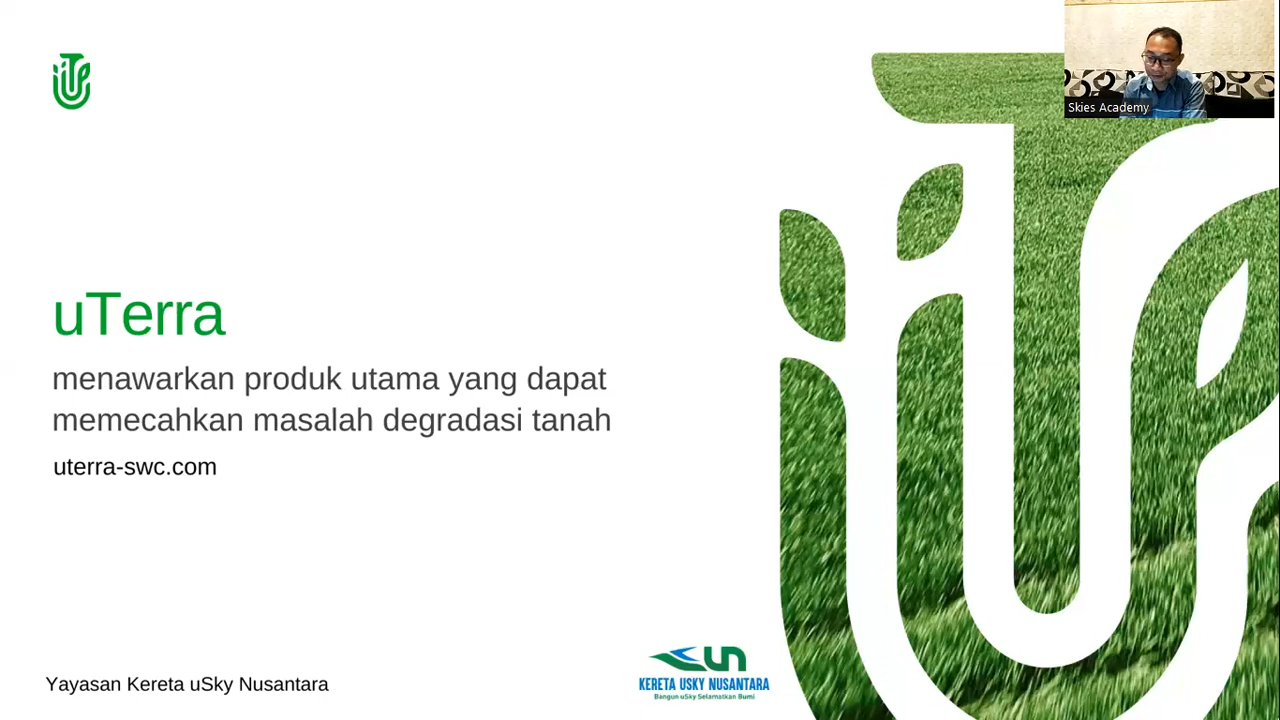 Skies Academy
uTerra
menawarkan produk utama yang dapat
memecahkan masalah degradasi tanah
uterra-swc.com
Yayasan Kereta uSky Nusantara
KERETA USKY NUSANTARA
Bangun uSky Selamatkan Bumi